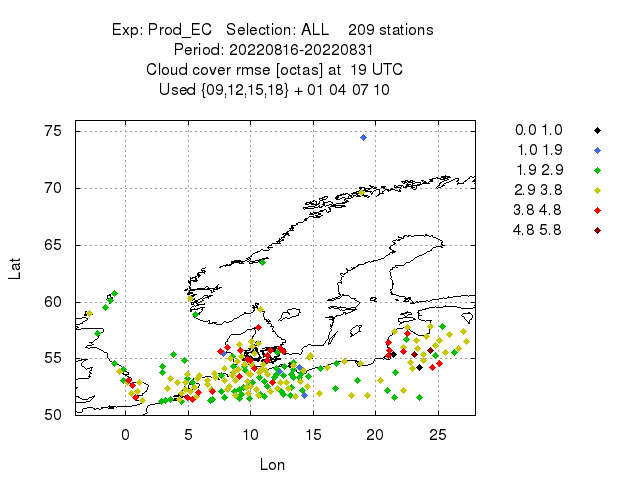 Exp: Prod_EC Selection: ALL 209 stations
Period: 20220816-20220831
Cloud cover rmse [octas] at 19 UTC
Used {09,12,15,18} + 01 04 07 10
75
70
65
60
55
50
Lat
0 5 10 15 20 25
Lon
0.0 1.0
1.0 1.9
1.9 2.9
2.9 3.8
3.8 4.8
4.8 5.8